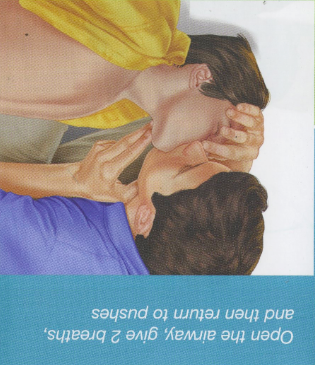 Open the airway, give 2 breaths,
and then return to pushes